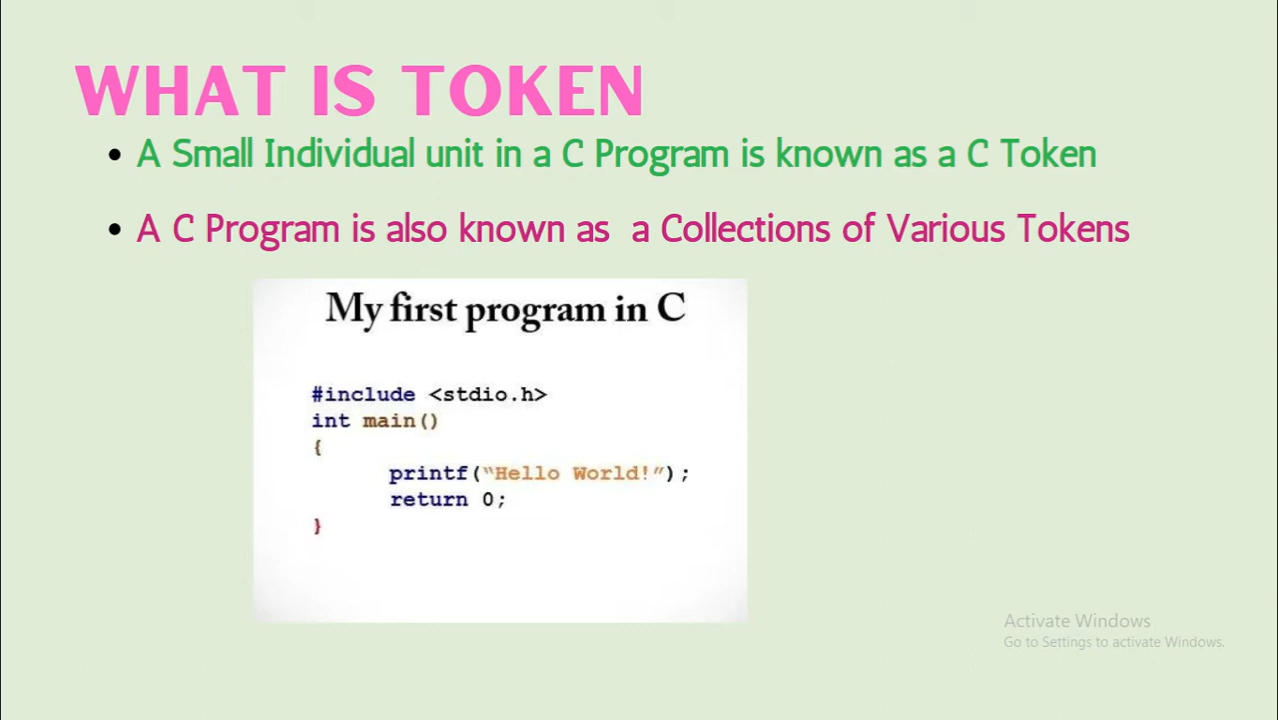 WHAT IS TOKEN
• A Small Individual unit in a C Program is known as a C Token
• A C Program is also known as a Collections of Various Tokens
My first program in C
#include <stdio.h>
int main()
{
printf(“Hello World!”);
return 0;
}
Activate Windows
Go to Settings to activate Windows.